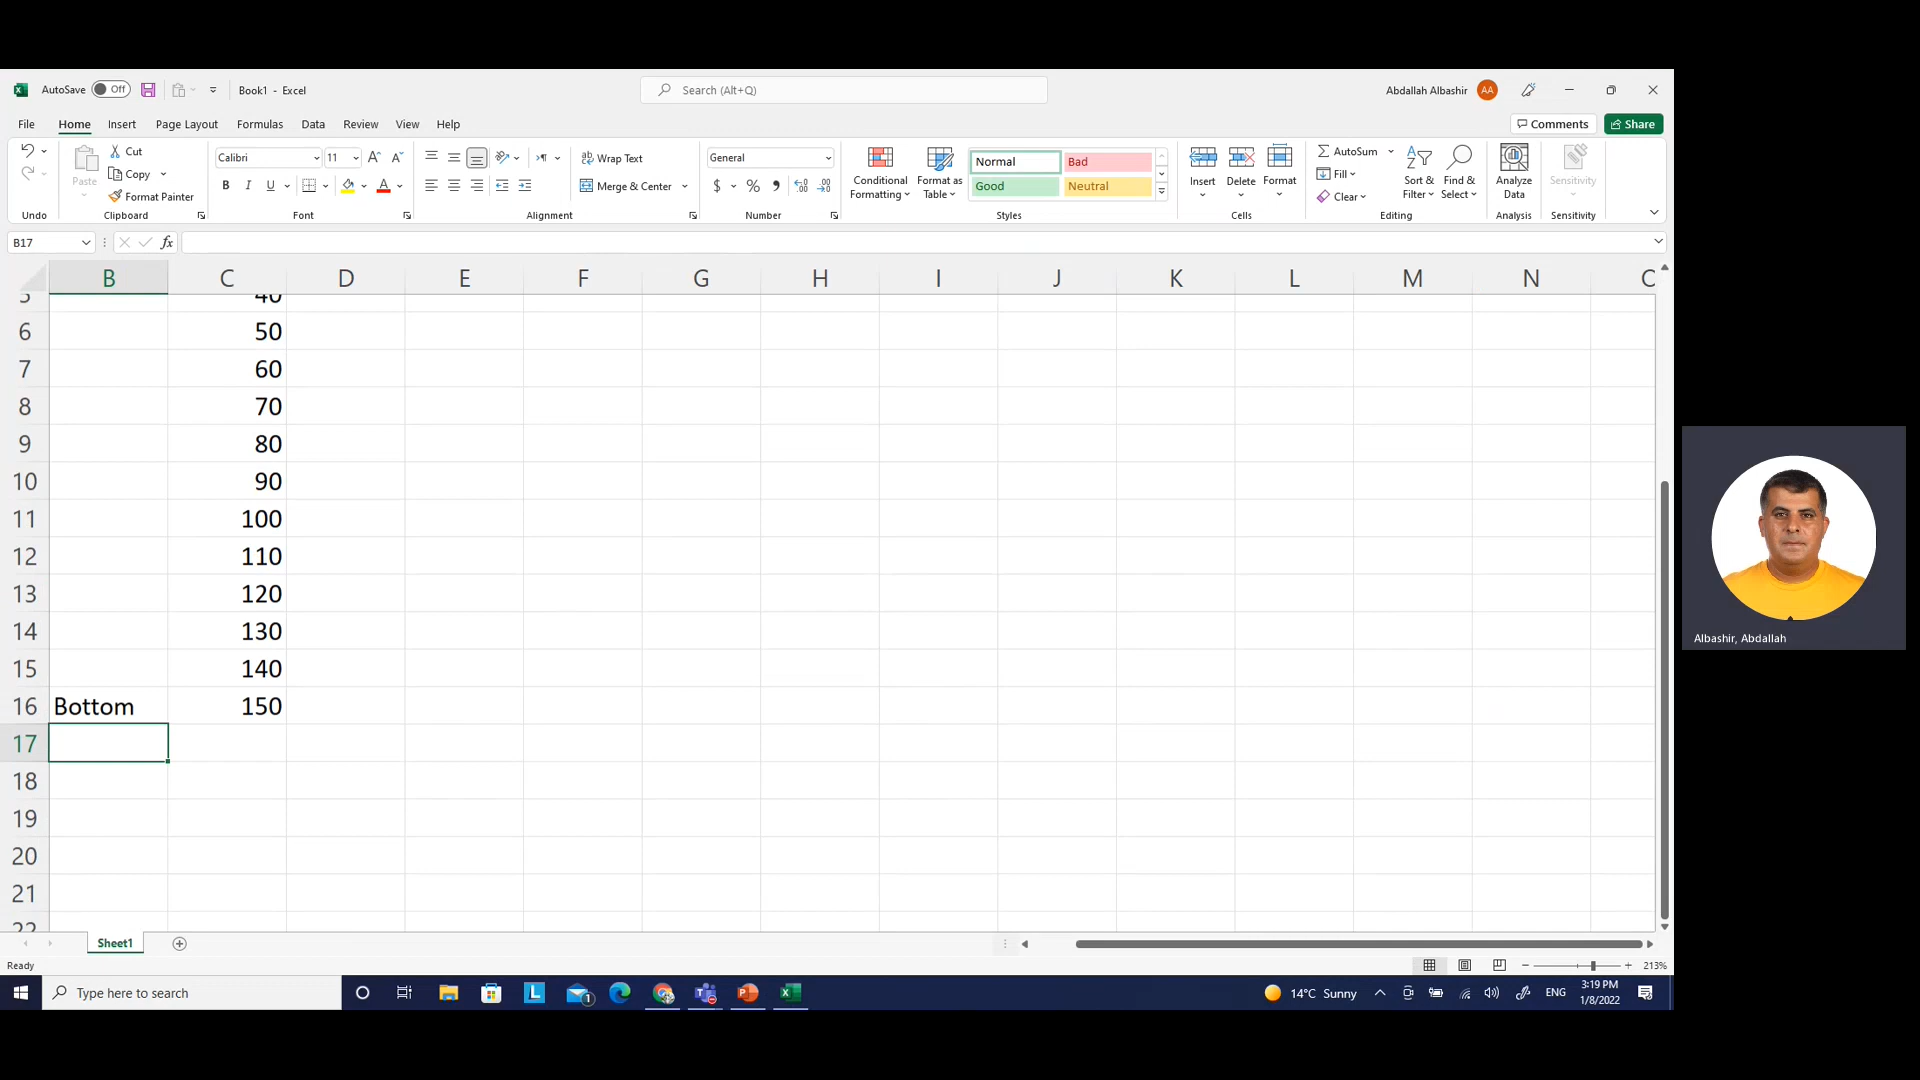 AutoSave Off Book1 - Excel Search (Alt+Q) Abdallah Albashir AA
File Home Insert Page Layout Formulas Data Review View Help Comments Share
Cut Calibri 11 Wrap Text General Normal Bad AutoSum
Paste Copy Conditional Formatting Format as Table Insert Delete Format Fill Sort & Filter Find & Select Analyze Data Sensitivity
Format Painter B I U A Merge & Center $ % Good Neutral Clear
Undo Clipboard Font Alignment Number Styles Cells Editing Analysis Sensitivity
B17 fx
B C D E F G H I J K L M N
6 50
7 60
8 70
9 80
10 90
11 100
12 110
13 120
14 130
15 140
16 Bottom 150
17
18
19
20
21
Albashir, Abdallah
Sheet1
Ready 213%
Type here to search L 1 14°C Sunny ENG 3:19 PM
1/8/2022